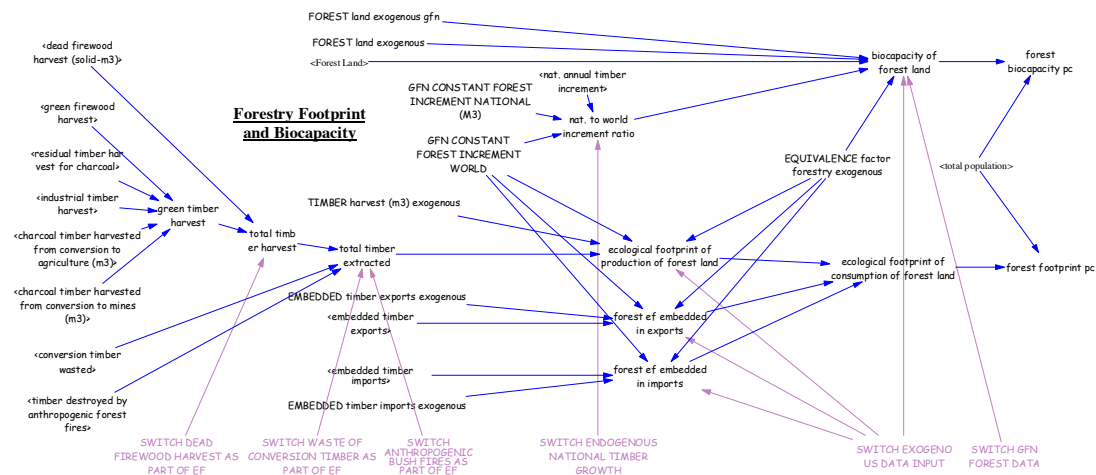 FOREST land exogenous gfn
FOREST land exogenous
<Forest Land>
<dead firewood
harvest (solid-m3)>
<green firewood
harvest>
<residual timber har
vest for charcoal>
<industrial timber
harvest>
<charcoal timber harvested
from conversion to
agriculture (m3)>
<charcoal timber harvested
from conversion to mines
(m3)>
<conversion timber
wasted>
<timber destroyed by
anthropogenic forest
fires>
Forestry Footprint
and Biocapacity
green timber
harvest
total timb
er harvest
total timber
extracted
GFN CONSTANT FOREST
INCREMENT NATIONAL
(M3)
<nat. annual timber
increment>
GFN CONSTANT
FOREST INCREMENT
WORLD
nat. to world
increment ratio
TIMBER harvest (m3) exogenous
EMBEDDED timber exports exogenous
<embedded timber
exports>
<embedded timber
imports>
EMBEDDED timber imports exogenous
ecological footprint of
production of forest land
forest ef embedded
in exports
forest ef embedded
in imports
EQUIVALENCE factor
forestry exogenous
biocapacity of
forest land
forest
biocapacity pc
<total population>
ecological footprint of
consumption of forest land
forest footprint pc
SWITCH DEAD
FIREWOOD HARVEST AS
PART OF EF
SWITCH WASTE OF
CONVERSION TIMBER AS
PART OF EF
SWITCH
ANTHROPOGENIC
BUSH FIRES AS
PART OF EF
SWITCH ENDOGENOUS
NATIONAL TIMBER
GROWTH
SWITCH EXOGENO
US DATA INPUT
SWITCH GFN
FOREST DATA